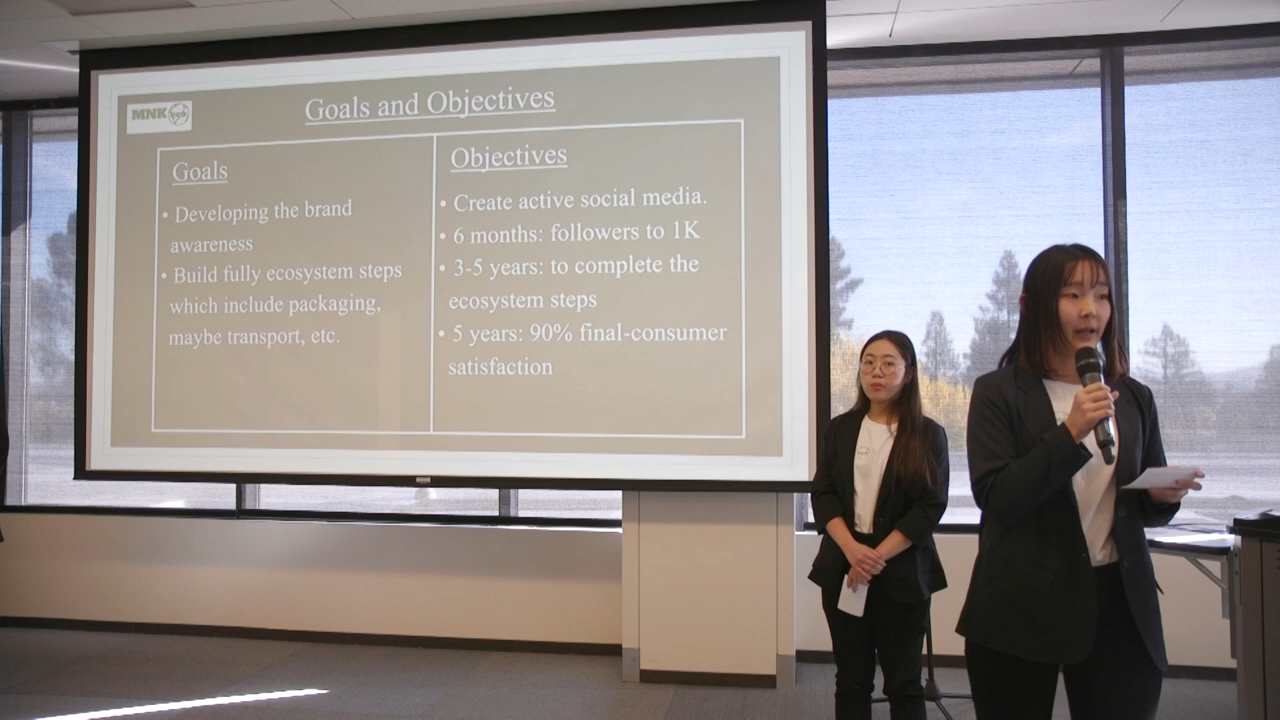 MNK
Goals and Objectives
Goals
• Developing the brand
awareness
• Build fully ecosystem steps
which include packaging,
maybe transport, etc.
Objectives
• Create active social media.
• 6 months: followers to 1K
• 3-5 years: to complete the
ecosystem steps
• 5 years: 90% final-consumer
satisfaction